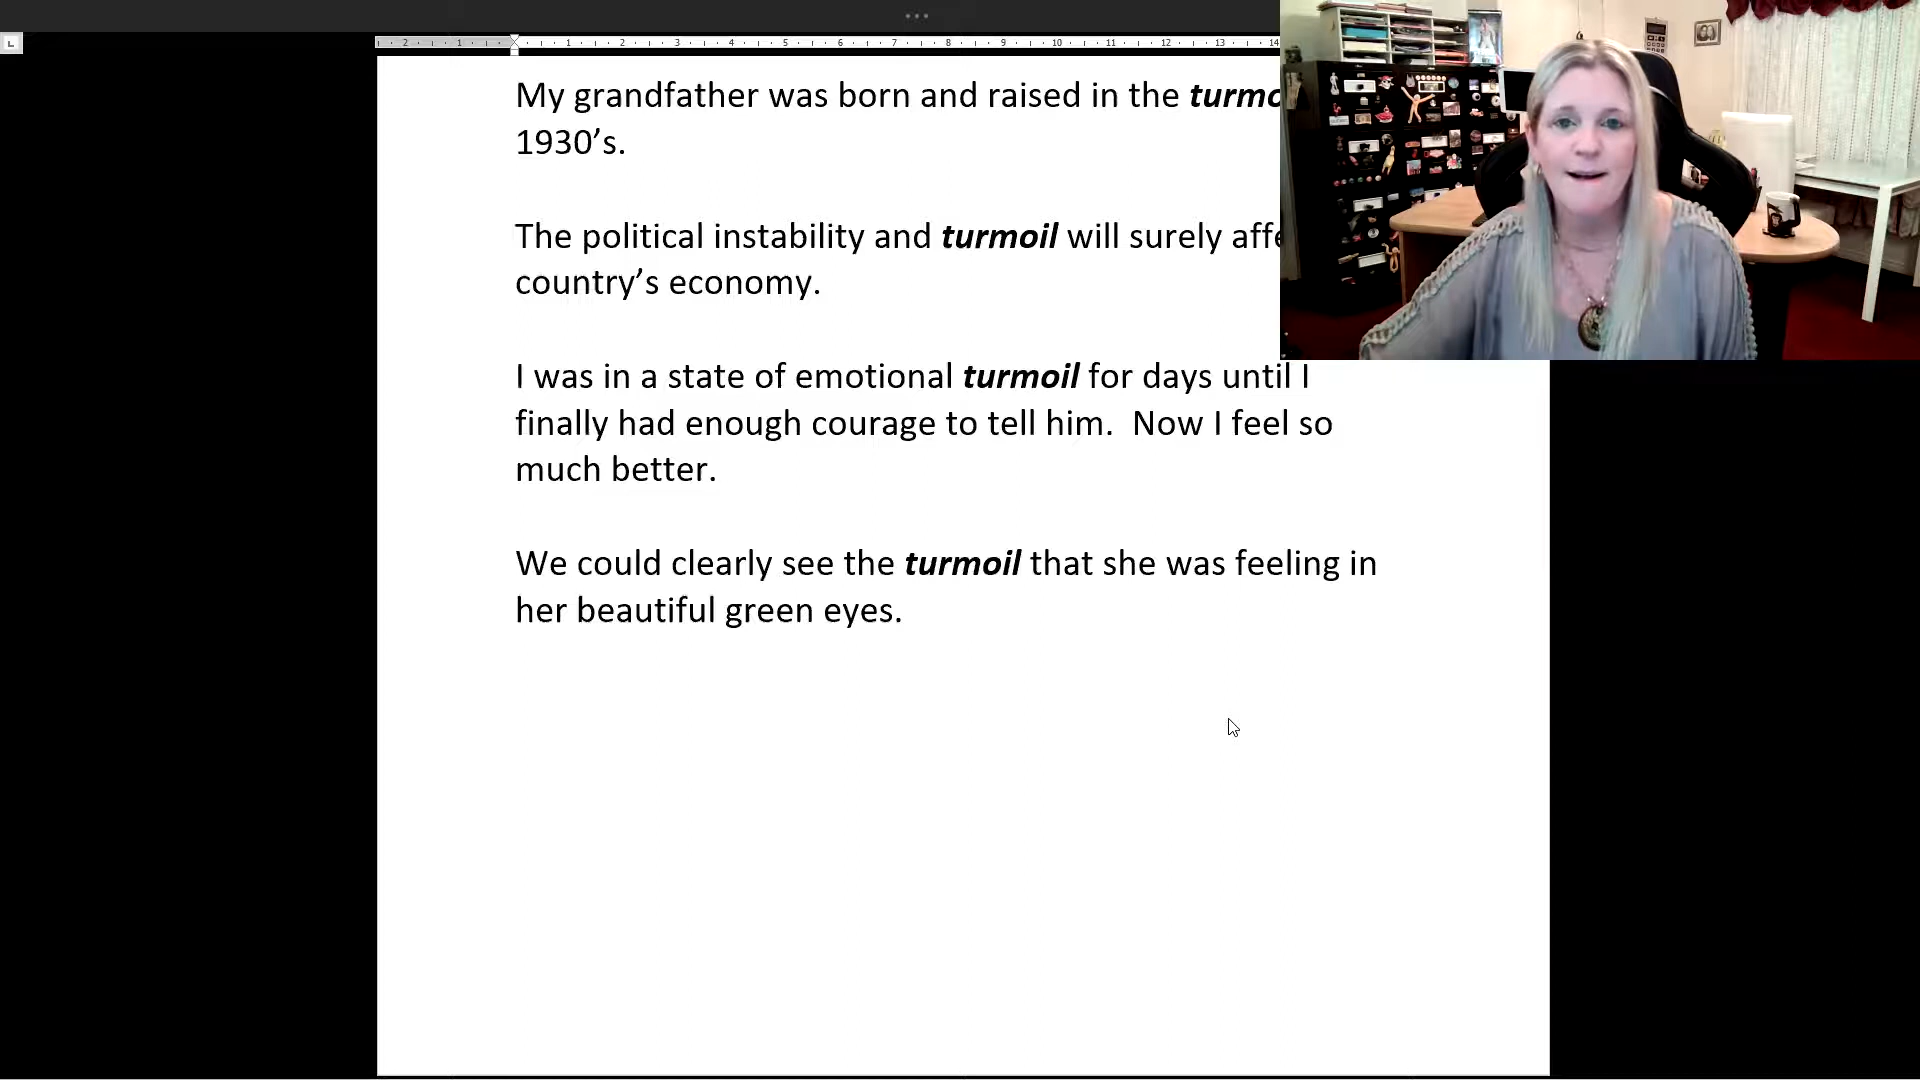 My grandfather was born and raised in the
1930’s.
The political instability and turmoil will surely
country’s economy.
I was in a state of emotional turmoil for days until I
finally had enough courage to tell him.  Now I feel so
much better.
We could clearly see the turmoil that she was feeling in
her beautiful green eyes.